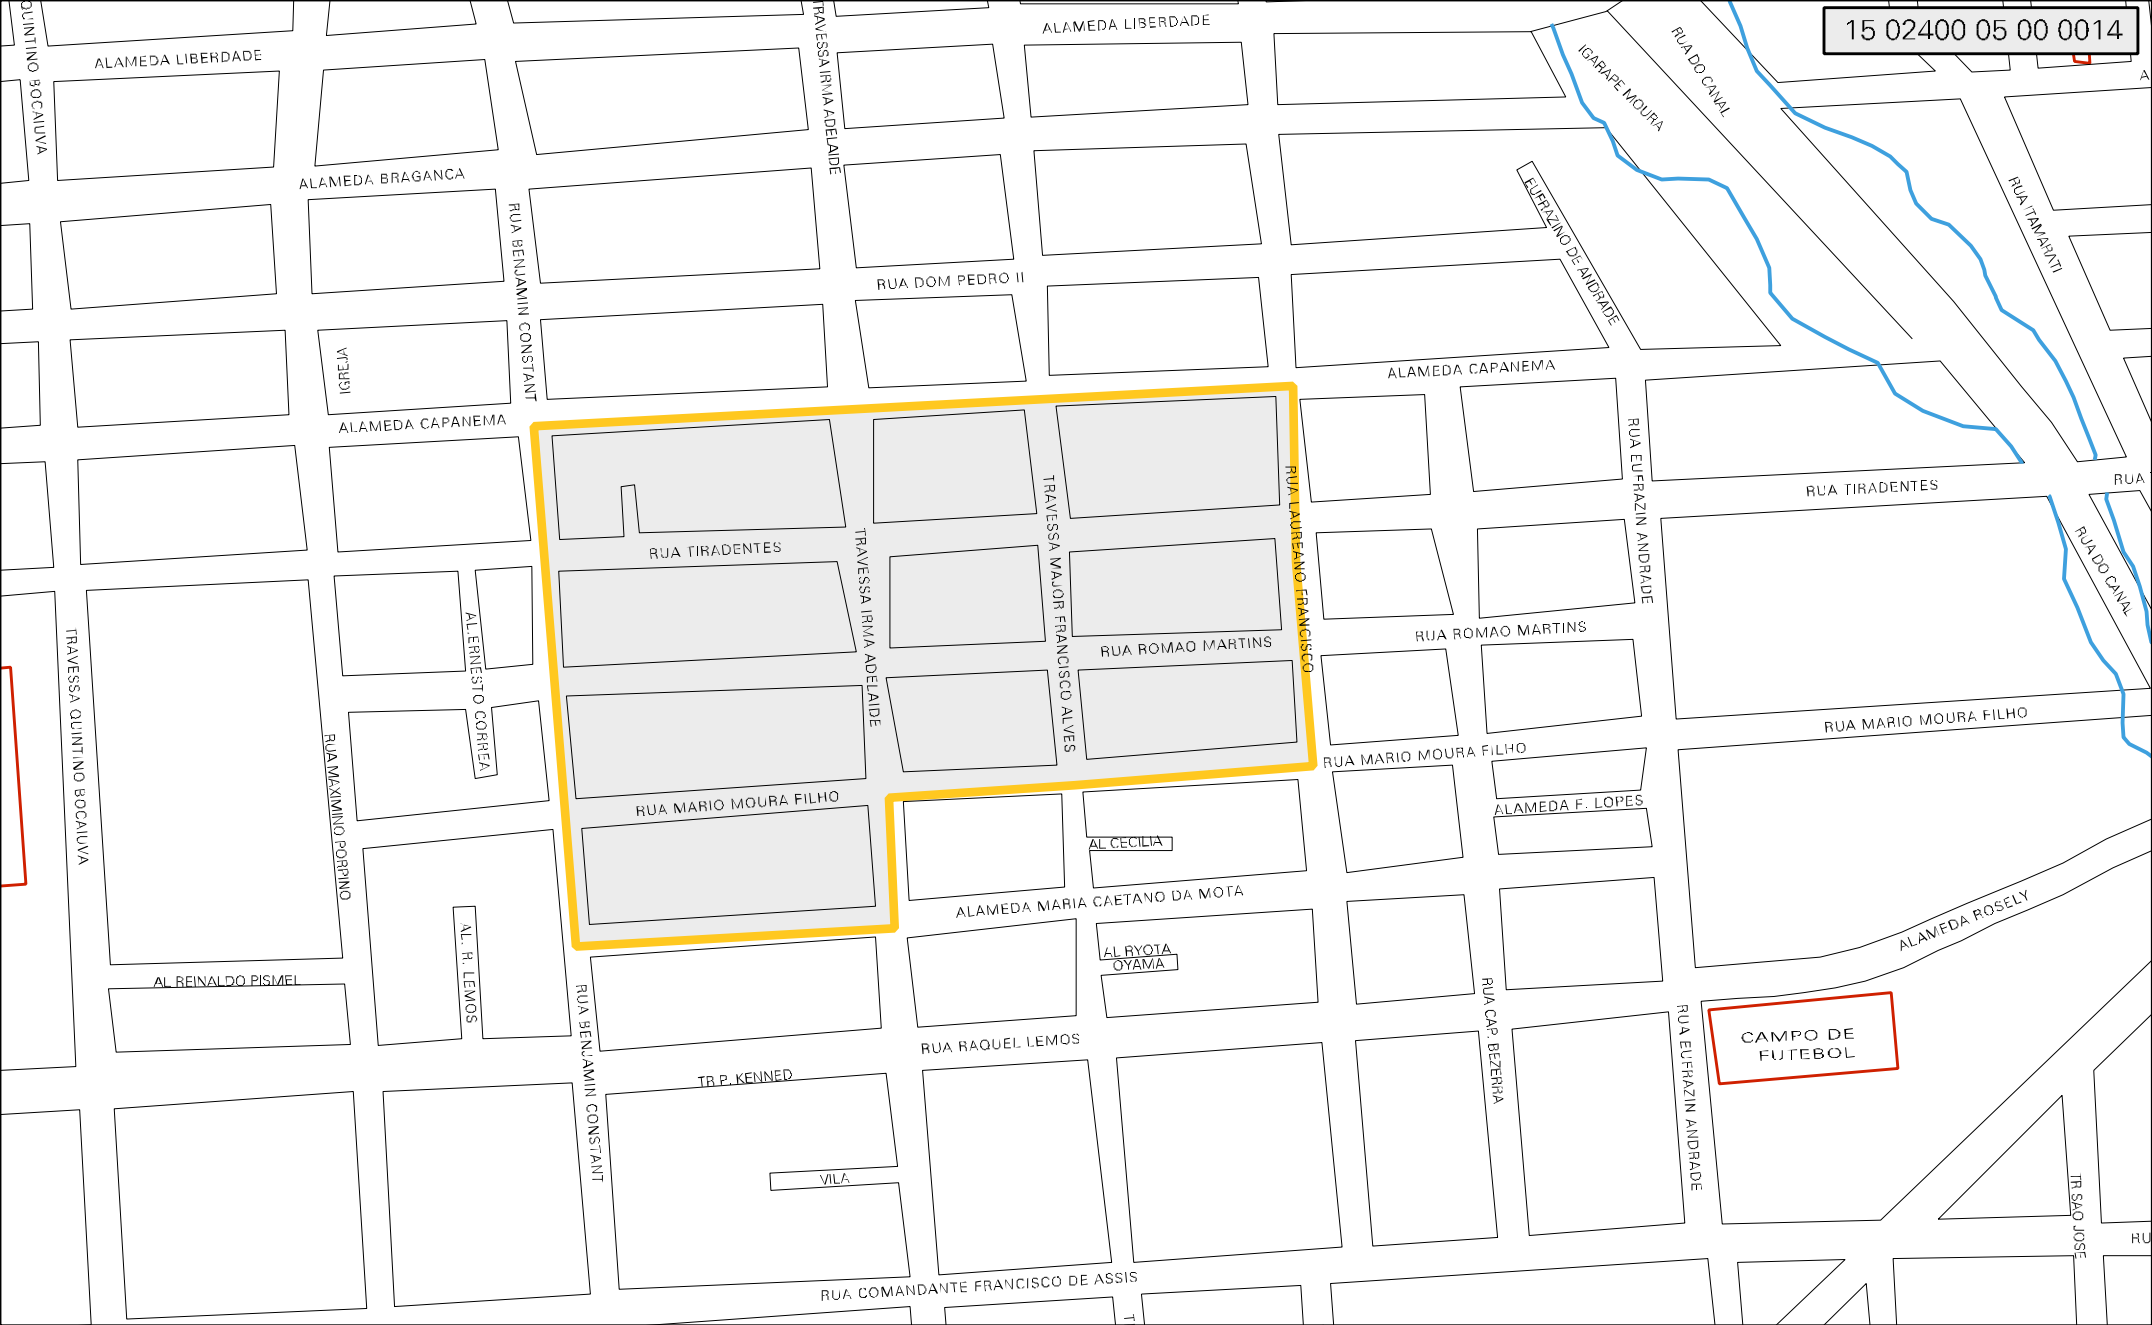 15 02400 05 00 0014
QUINTINO BOCAIUVA
ALAMEDA LIBERDADE
TRAVESSA IRMA ADELAIDE
ALAMEDA LIBERDADE
IGARAPE MOURA
RUA DO CANAL
ALAMEDA BRAGANCA
RUA BENJAMIN CONSTANT
EUFRAZINO DE ANDRADE
RUA ITAMARATI
RUA DOM PEDRO II
IGREJA
ALAMEDA CAPANEMA
ALAMEDA CAPANEMA
RUA EUFRAZIN ANDRADE
RUA LAUREANO FRANCISCO
TRAVESSA MAJOR FRANCISCO ALVES
RUA TIRADENTES
RUA
RUA TIRADENTES
TRAVESSA IRMA ADELAIDE
RUA DO CANAL
AL.ERNESTO CORREA
TRAVESSA QUINTINO BOCAIUVA
RUA ROMAO MARTINS
RUA ROMAO MARTINS
RUA MARIO MOURA FILHO
RUA MAXIMINO PORPINO
RUA MARIO MOURA FILHO
RUA MARIO MOURA FILHO
ALAMEDA F. LOPES
AL CECILIA
ALAMEDA MARIA CAETANO DA MOTA
ALAMEDA ROSELY
AL. R. LEMOS
AL RYOTA
OYAMA
AL REINALDO PISMEL
RUA BENJAMIN CONSTANT
RUA CAP. BEZERRA
RUA EUFRAZIN ANDRADE
CAMPO DE
FUTEBOL
RUA RAQUEL LEMOS
TR P. KENNED
VILA
TR SAO JOSE
RU
RUA COMANDANTE FRANCISCO DE ASSIS